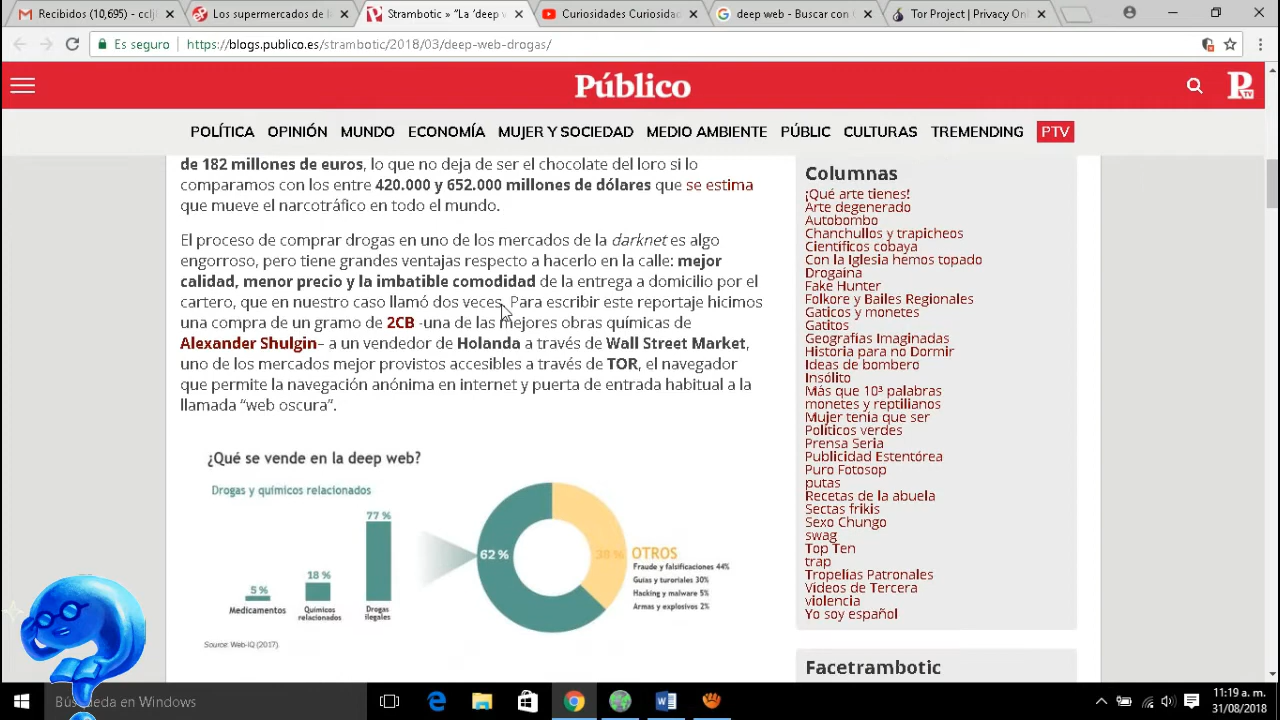 Recibidos (10,695) - cclji
Los supermercados de l
Strambotic » "La 'deep v
Curiosidades Curiosidad
deep web - Buscar con
Tor Project | Privacy Onl
Es seguro
https://blogs.publico.es/strambotic/2018/03/deep-web-drogas/
Público
POLÍTICA OPINIÓN MUNDO ECONOMÍA MUJER Y SOCIEDAD MEDIO AMBIENTE PÚBLIC CULTURAS TREMENDING PTV
de 182 millones de euros, lo que no deja de ser el chocolate del loro si lo
comparamos con los entre 420.000 y 652.000 millones de dólares que se estima
que mueve el narcotráfico en todo el mundo.
El proceso de comprar drogas en uno de los mercados de la darknet es algo
engorroso, pero tiene grandes ventajas respecto a hacerlo en la calle: mejor
calidad, menor precio y la imbatible comodidad de la entrega a domicilio por el
cartero, que en nuestro caso llamó dos veces. Para escribir este reportaje hicimos
una compra de un gramo de 2CB -una de las mejores obras químicas de
Alexander Shulgin– a un vendedor de Holanda a través de Wall Street Market,
uno de los mercados mejor provistos accesibles a través de TOR, el navegador
que permite la navegación anónima en internet y puerta de entrada habitual a la
llamada "web oscura".
¿Qué se vende en la deep web?
Drogas y químicos relacionados
77 %
18 %
5 %
Medicamentos
Químicos
relacionados
Drogas
ilegales
62 %
38 %
OTROS
Fraude y falsificaciones 44%
Guías y turoriales 30%
Hacking y malware 5%
Armas y explosivos 2%
Source: Web-IQ (2017)
Columnas
¡Qué arte tienes!
Arte degenerado
Autobombo
Chanchullos y trapicheos
Científicos cobaya
Con la Iglesia hemos topado
Drogaína
Fake Hunter
Folkore y Bailes Regionales
Gaticos y monetes
Gatitos
Geografías Imaginadas
Historia para no Dormir
Ideas de bombero
Insólito
Más que 10³ palabras
monetes y reptilianos
Mujer tenía que ser
Políticos verdes
Prensa Seria
Publicidad Estentórea
Puro Fotosop
putas
Recetas de la abuela
Sectas frikis
Sexo Chungo
swag
Top Ten
trap
Tropelías Patronales
Vídeos de Tercera
violencia
Yo soy español
Facetrambotic
Búsqueda en Windows
11:19 a. m.
31/08/2018